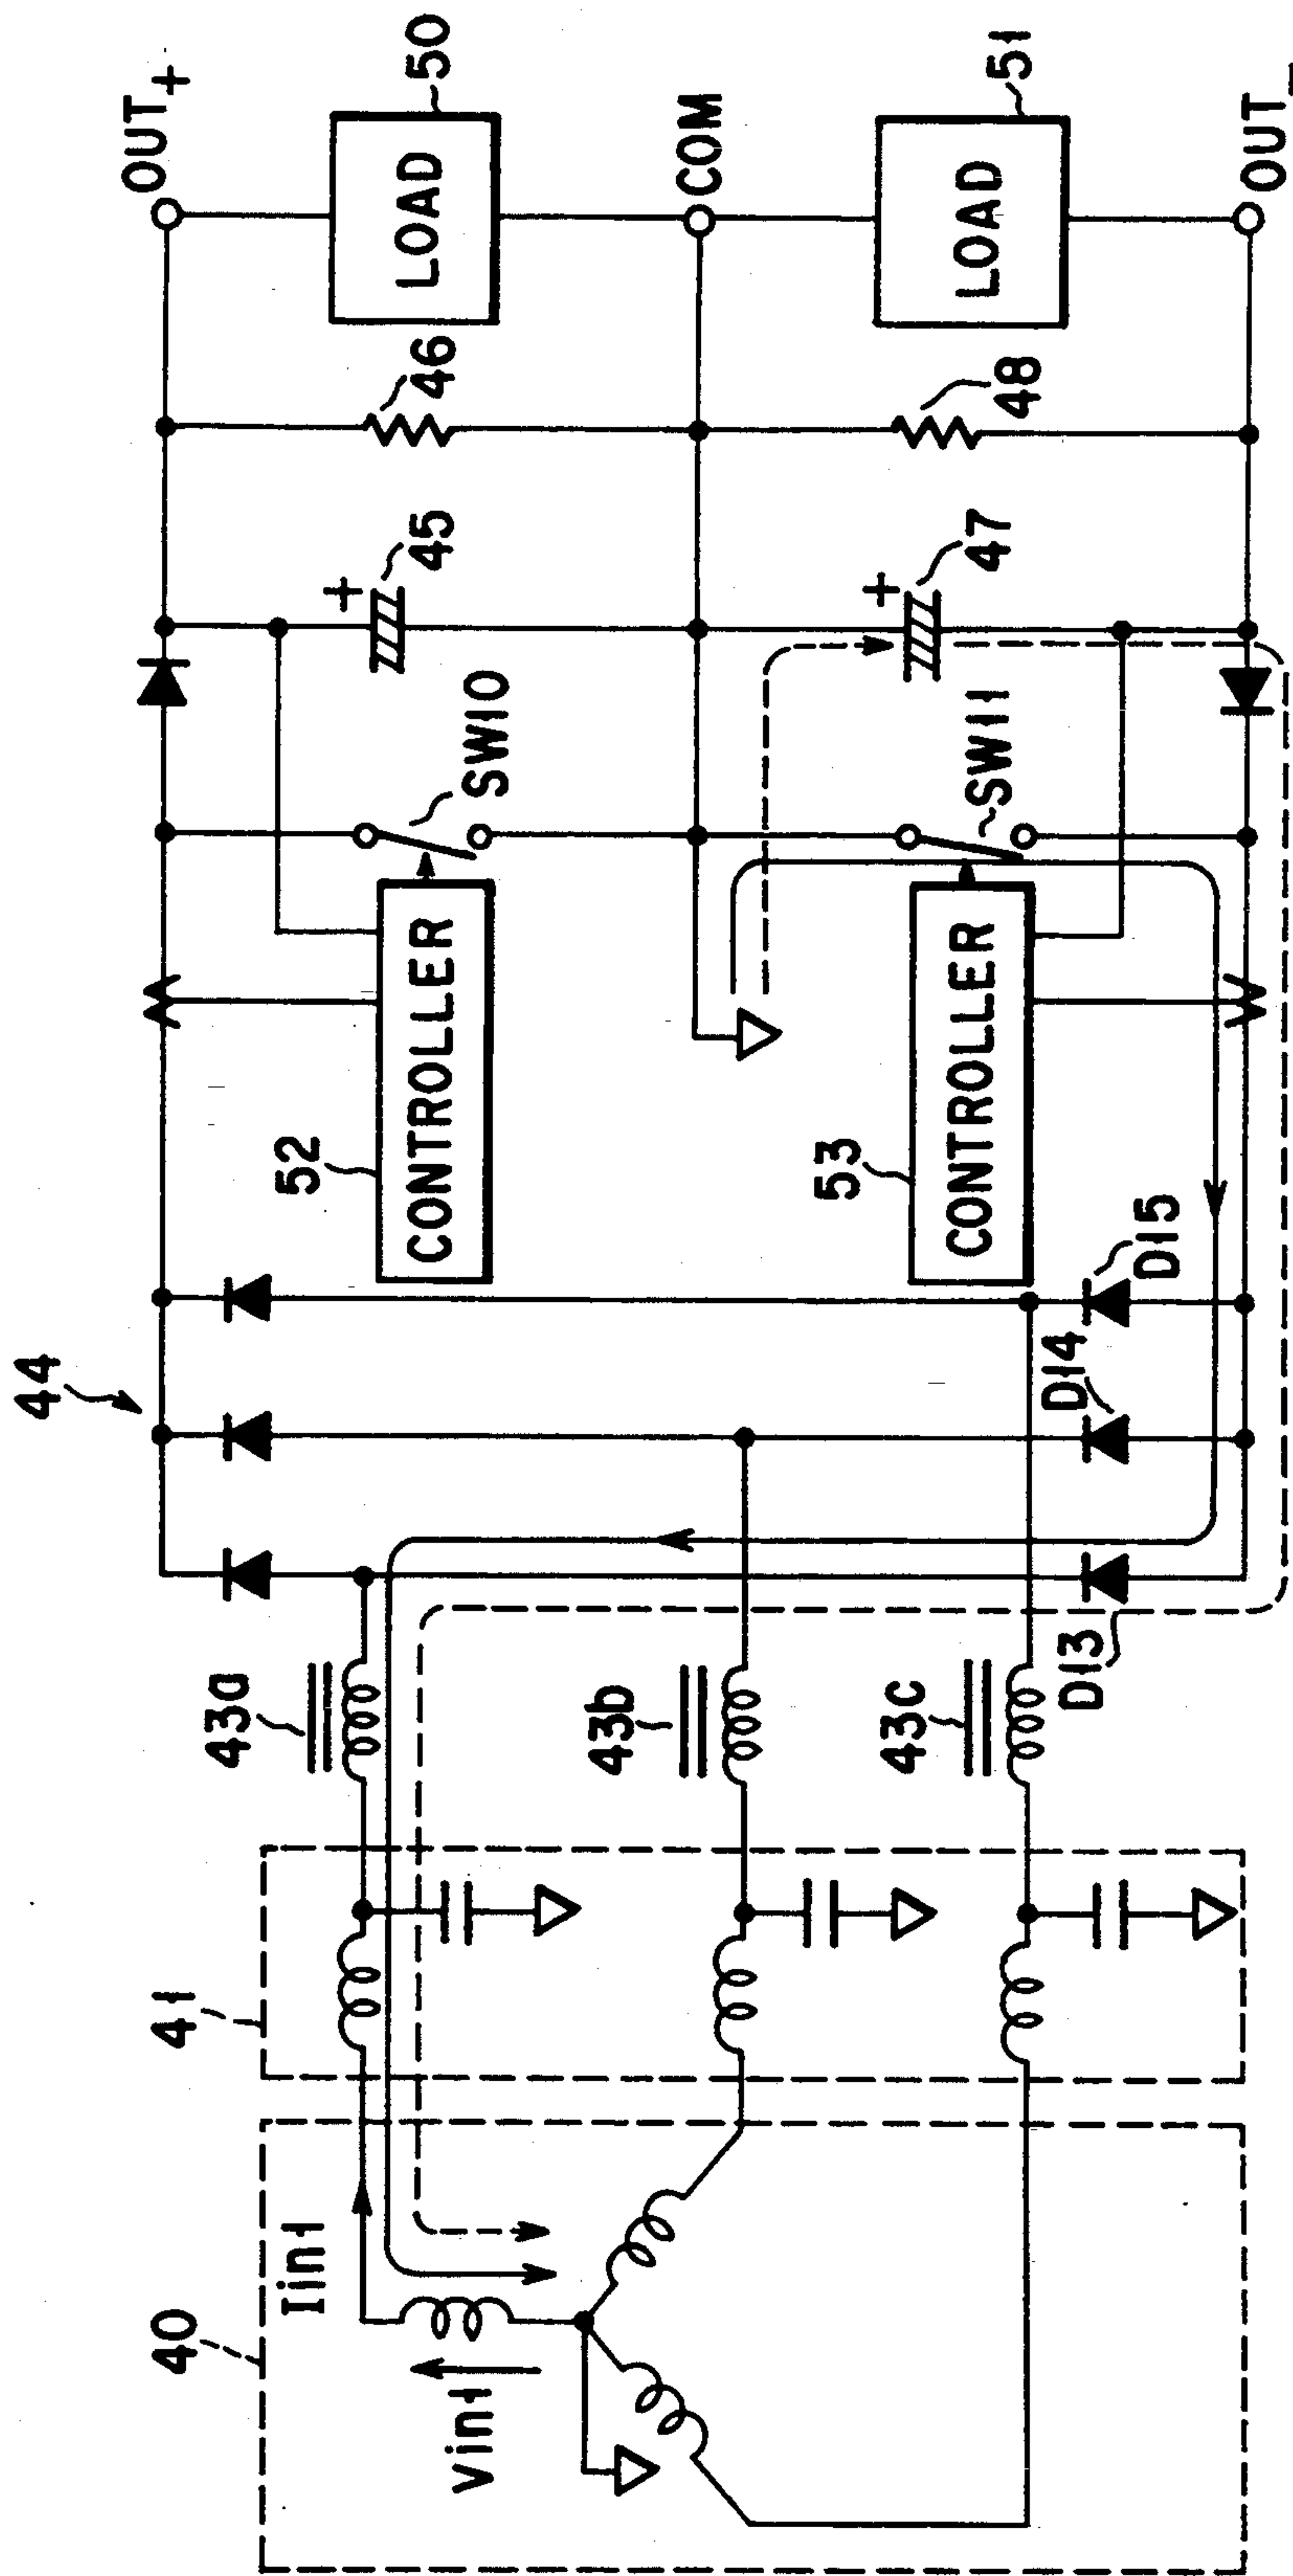 40
41
43a
44
OUT+
Iin1
Vin1
52
CONTROLLER
SW10
45
+
46
LOAD
50
COM
43b
43c
53
CONTROLLER
SW11
47
+
48
LOAD
51
D13
D14
D15
OUT-